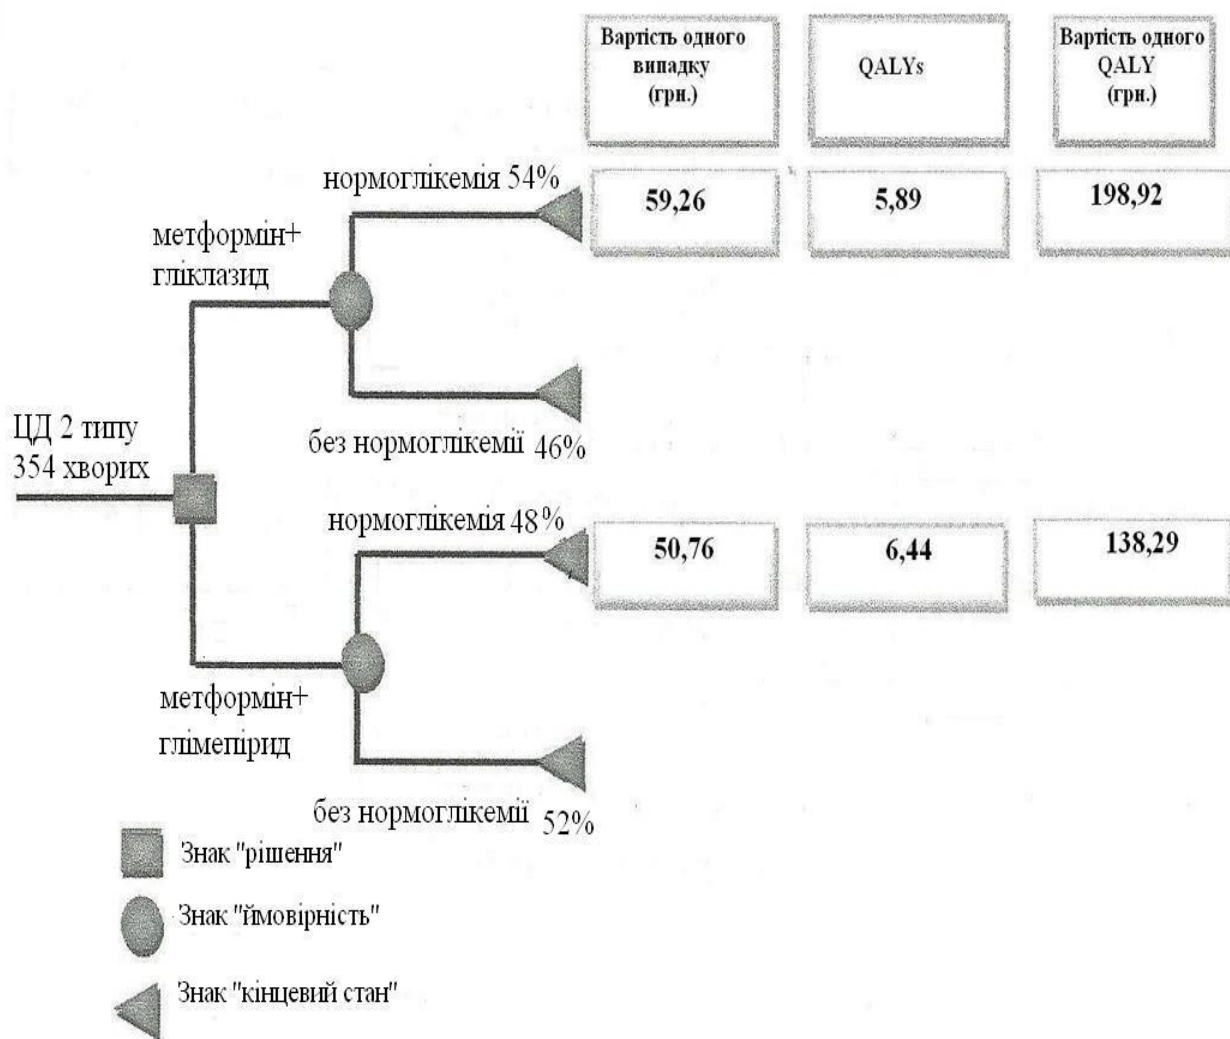 Вартість одного
випадку
(грн.)
QALYs
Вартість одного
QALY
(грн.)
нормоглікемія 54%
59,26
5,89
198,92
метформін+
гліклазид
ЦД 2 типу
354 хворих
без нормоглікемії 46%
нормоглікемія 48%
50,76
6,44
138,29
метформін+
глімепірид
без нормоглікемії 52%
Знак "рішення"
Знак "ймовірність"
Знак "кінцевий стан"